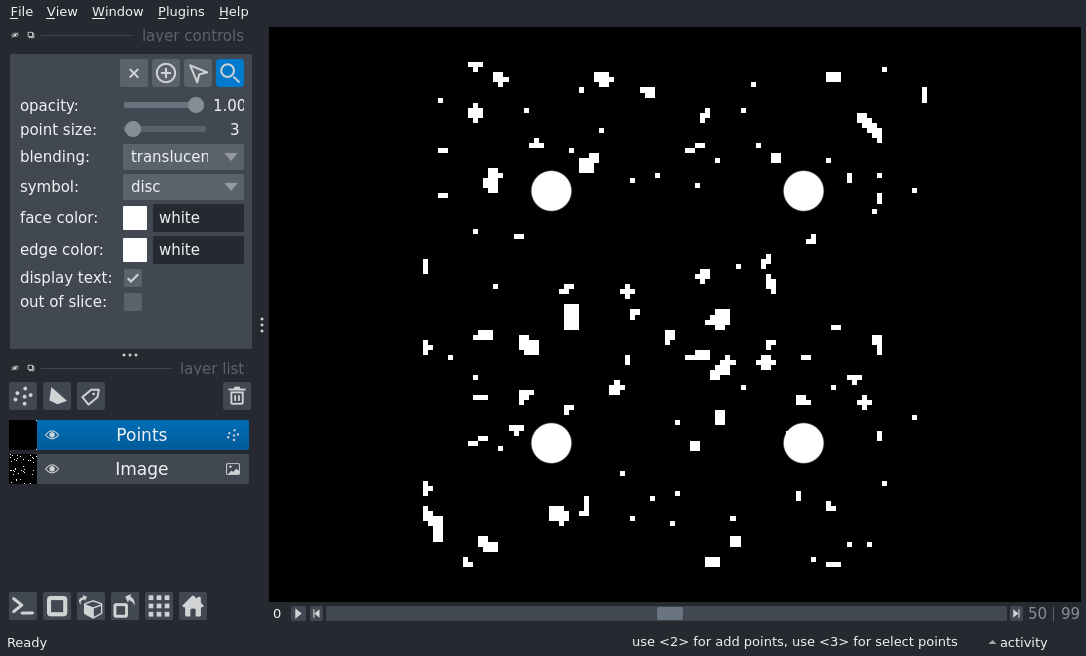 File View Window Plugins Help
layer controls
opacity: 1.00
point size: 3
blending: translucen
symbol: disc
face color: white
edge color: white
display text:
out of slice:
layer list
Points
Image
0 50 99
Ready use <2> for add points, use <3> for select points activity